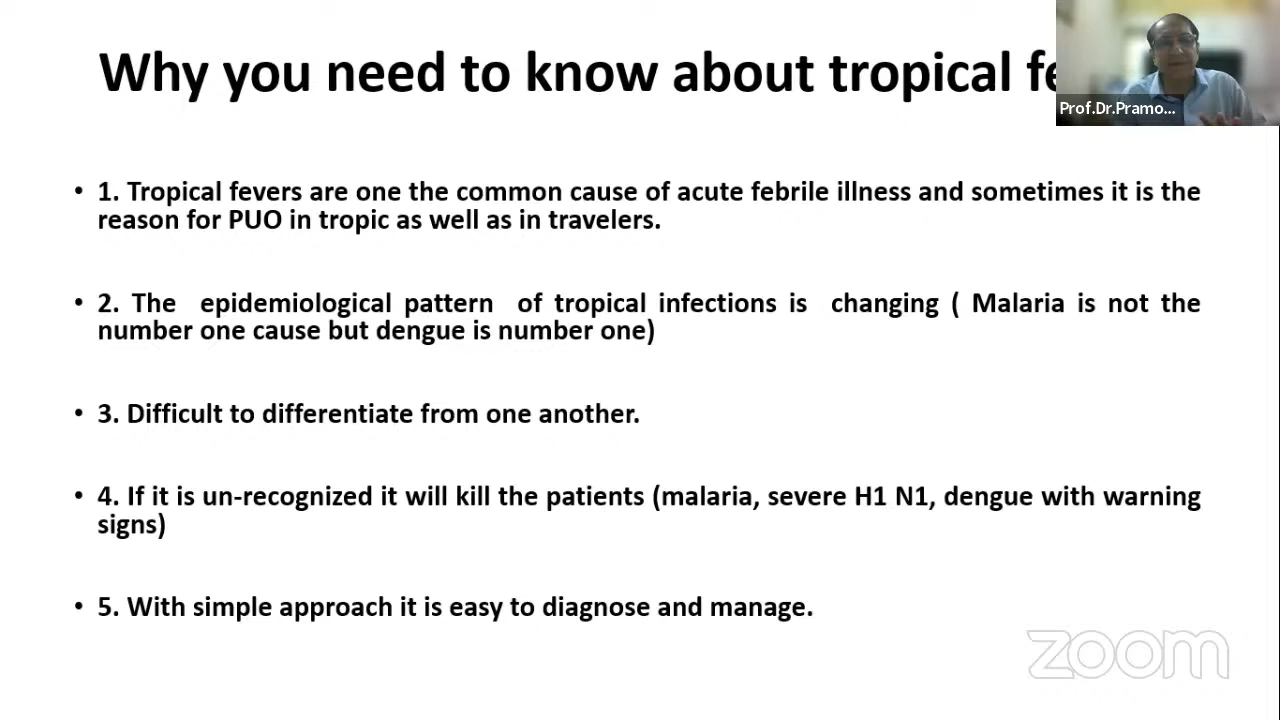 Why you need to know about tropical fe
Prof.Dr.Pramo...
• 1. Tropical fevers are one the common cause of acute febrile illness and sometimes it is the
reason for PUO in tropic as well as in travelers.
• 2. The epidemiological pattern of tropical infections is changing ( Malaria is not the
number one cause but dengue is number one)
• 3. Difficult to differentiate from one another.
• 4. If it is un-recognized it will kill the patients (malaria, severe H1 N1, dengue with warning
signs)
• 5. With simple approach it is easy to diagnose and manage.
zoom